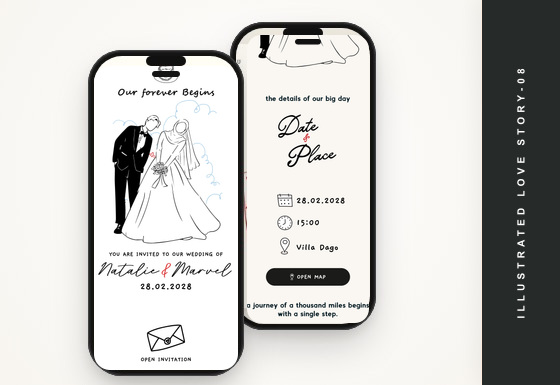 Our forever Begins
YOU ARE INVITED TO OUR WEDDING OF
Natalie & Marvel
28.02.2028
OPEN INVITATION
the details of our big day
Date
&
Place
28.02.2028
15:00
Villa Dago
OPEN MAP
a journey of a thousand miles begins
with a single step.
ILLUSTRATED LOVE STORY-08